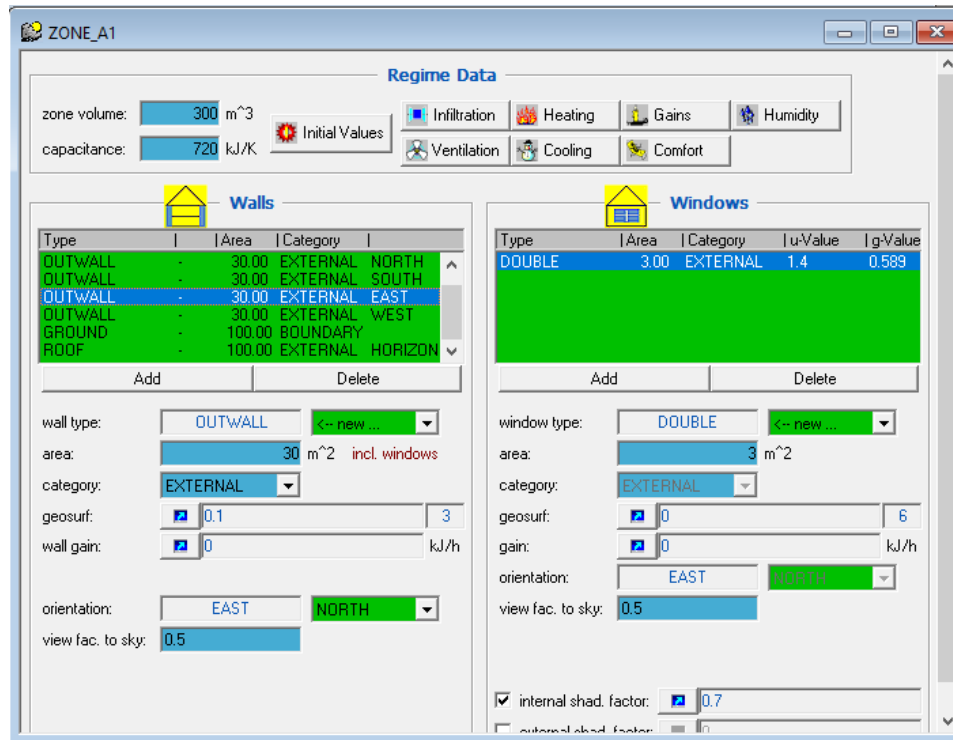 ZONE_A1
Regime Data
zone volume: 300 m^3
capacitance: 720 kJ/K
Initial Values
Infiltration Heating Gains Humidity
Ventilation Cooling Comfort
Walls
Type | | Area | Category |
OUTWALL - 30.00 EXTERNAL NORTH
OUTWALL - 30.00 EXTERNAL SOUTH
OUTWALL - 30.00 EXTERNAL EAST
OUTWALL - 30.00 EXTERNAL WEST
GROUND - 100.00 BOUNDARY
ROOF - 100.00 EXTERNAL HORIZON
Add Delete
wall type: OUTWALL <-- new ...
area: 30 m^2 incl. windows
category: EXTERNAL
geosurf: 0.1 3
wall gain: 0 kJ/h
orientation: EAST NORTH
view fac. to sky: 0.5
Windows
Type | Area | Category | u-Value | g-Value
DOUBLE 3.00 EXTERNAL 1.4 0.589
Add Delete
window type: DOUBLE <-- new ...
area: 3 m^2
category: EXTERNAL
geosurf: 0 6
gain: 0 kJ/h
orientation: EAST NORTH
view fac. to sky: 0.5
internal shad. factor: 0.7
external shad. factor: 0